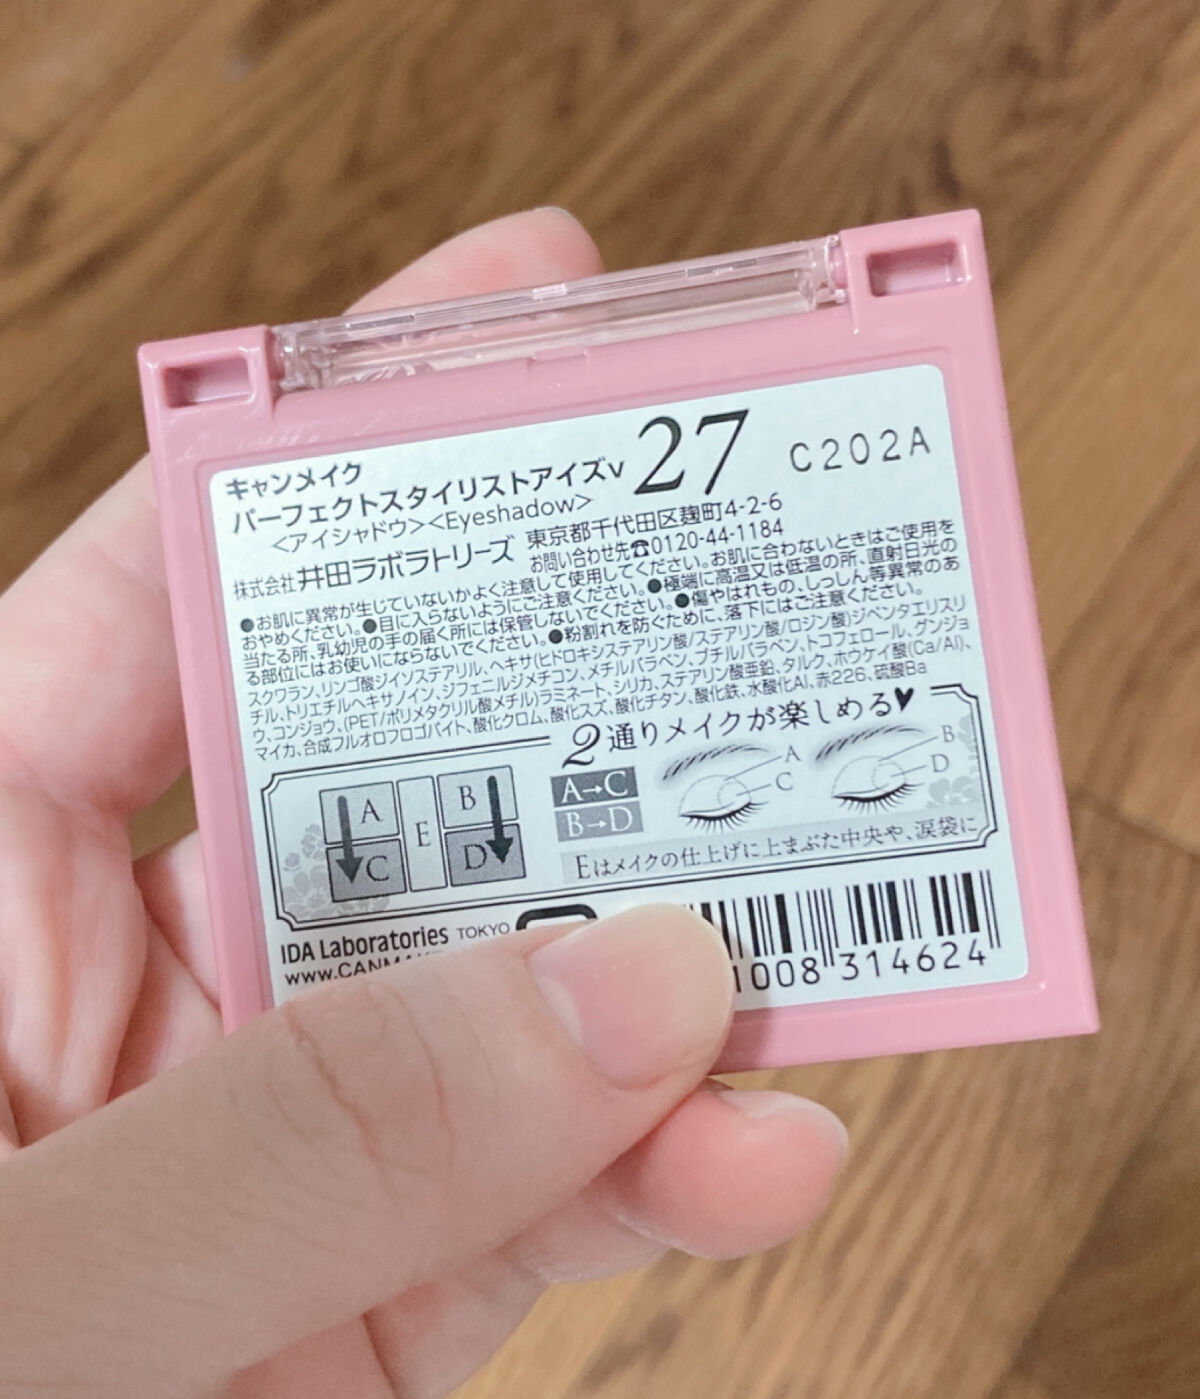 キャンメイク
パーフェクトスタイリストアイズv 27 C202A
<アイシャドウ><Eyeshadow>
株式会社 井田ラボラトリーズ 東京都千代田区麹町4-2-6
お問い合わせ先☎0120-44-1184
●お肌に異常が生じていないかよく注意して使用してください。お肌に合わないときはご使用を
おやめください。●目に入らないようにご注意ください。●極端に高温又は低温の所、直射日光の
当たる所、乳幼児の手の届く所には保管しないでください。●傷やはれもの、しっしん等異常のあ
る部位にはお使いにならないでください。●粉割れを防ぐために、落下にはご注意ください。
スクワラン、リンゴ酸ジイソステアリル、ヘキサ(ヒドロキシステアリン酸/ステアリン酸/ロジン酸)ジペンタエリスリ
チル、トリエチルヘキサノイン、ジフェニルジメチコン、メチルパラベン、ブチルパラベン、トコフェロール、グンジョ
ウ、コンジョウ、(PET/ポリメタクリル酸メチル)ラミネート、シリカ、ステアリン酸亜鉛、タルク、ホウケイ酸(Ca/Al)、
マイカ、合成フルオロフロゴパイト、酸化クロム、酸化スズ、酸化チタン、酸化鉄、水酸化Al、赤226、硫酸Ba
2通りメイクが楽しめる♥
A B
C E D
A→C
B→D
A
C
B
D
Eはメイクの仕上げに上まぶた中央や、涙袋に
IDA Laboratories TOKYO
www.CANMAK
1008 314624